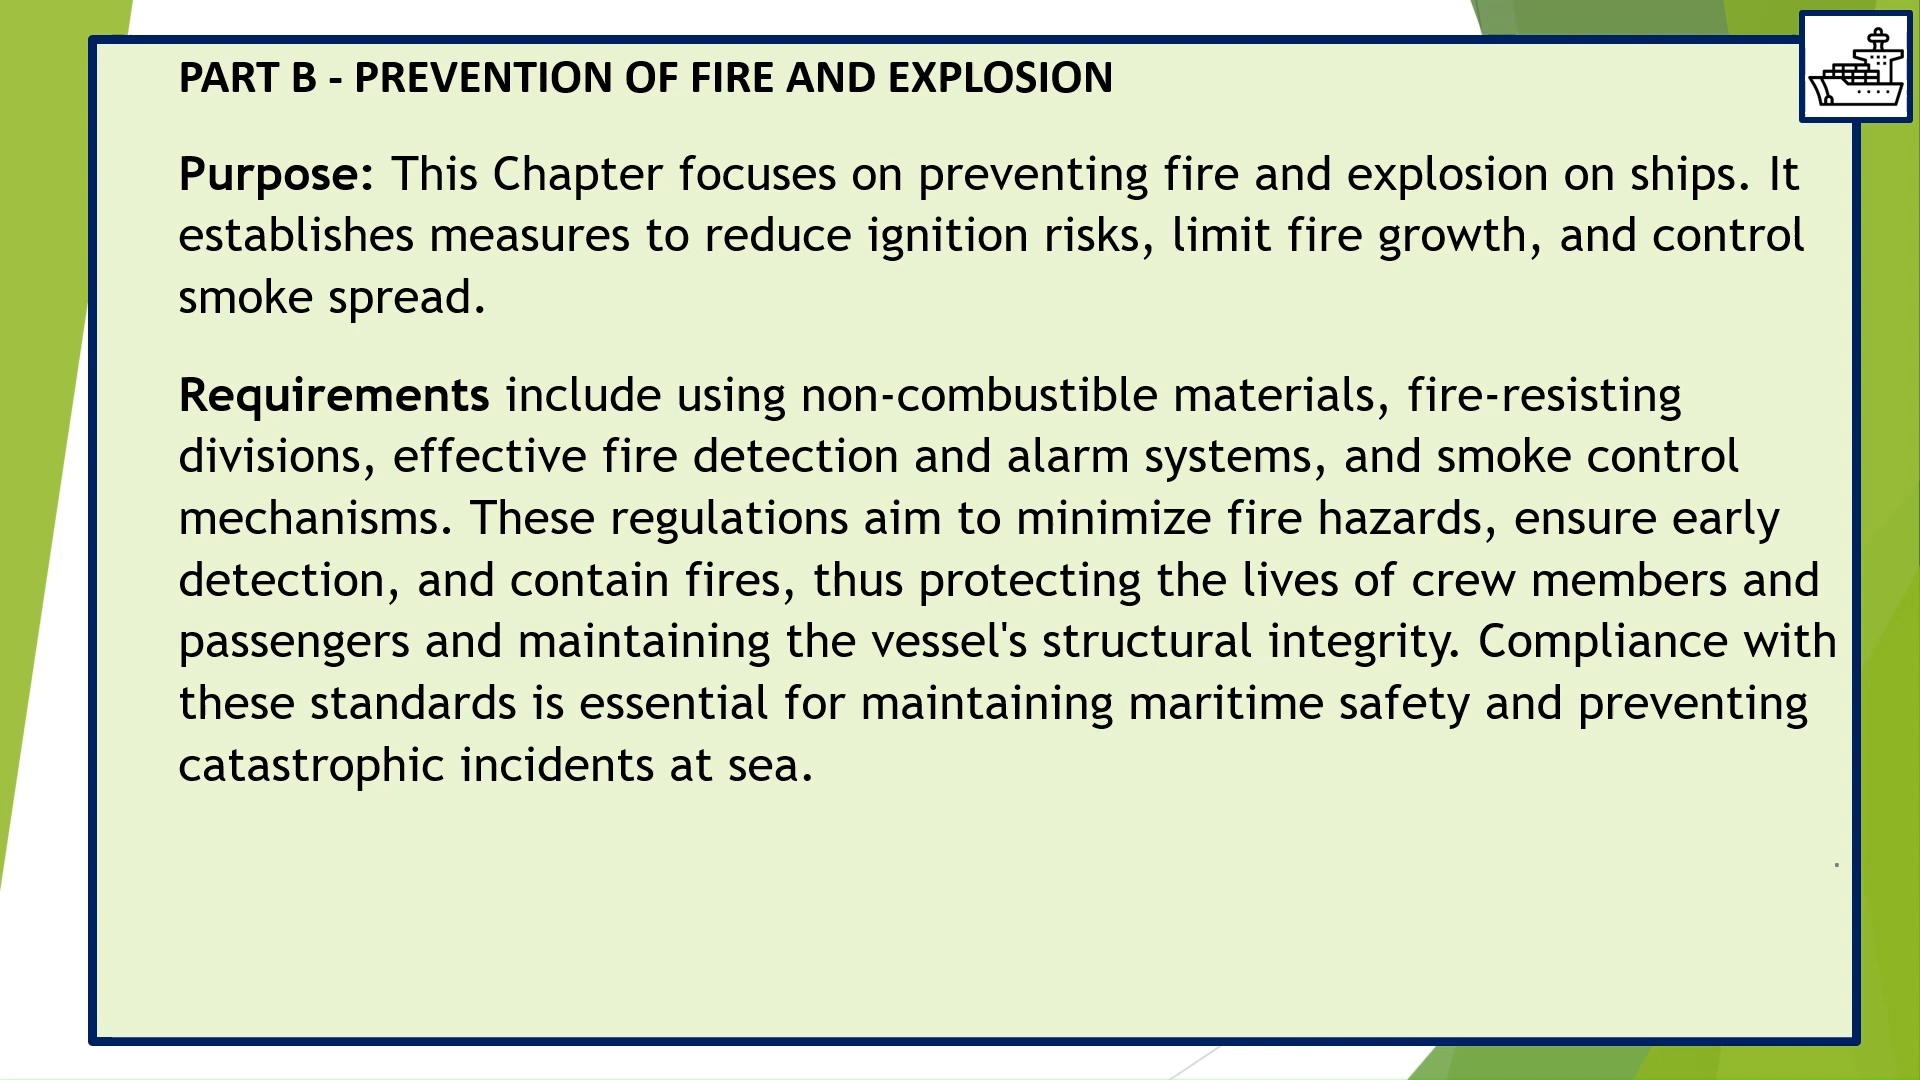 PART B - PREVENTION OF FIRE AND EXPLOSION
Purpose: This Chapter focuses on preventing fire and explosion on ships. It
establishes measures to reduce ignition risks, limit fire growth, and control
smoke spread.
Requirements include using non-combustible materials, fire-resisting
divisions, effective fire detection and alarm systems, and smoke control
mechanisms. These regulations aim to minimize fire hazards, ensure early
detection, and contain fires, thus protecting the lives of crew members and
passengers and maintaining the vessel's structural integrity. Compliance with
these standards is essential for maintaining maritime safety and preventing
catastrophic incidents at sea.
.